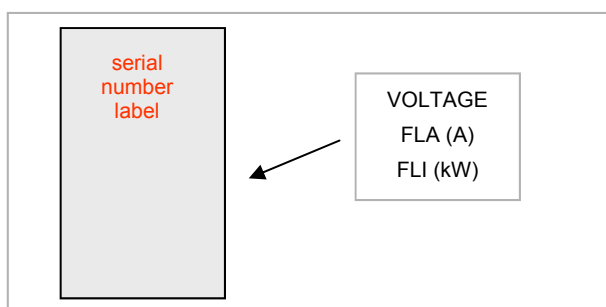 serial
number
label
VOLTAGE
FLA (A)
FLI (kW)